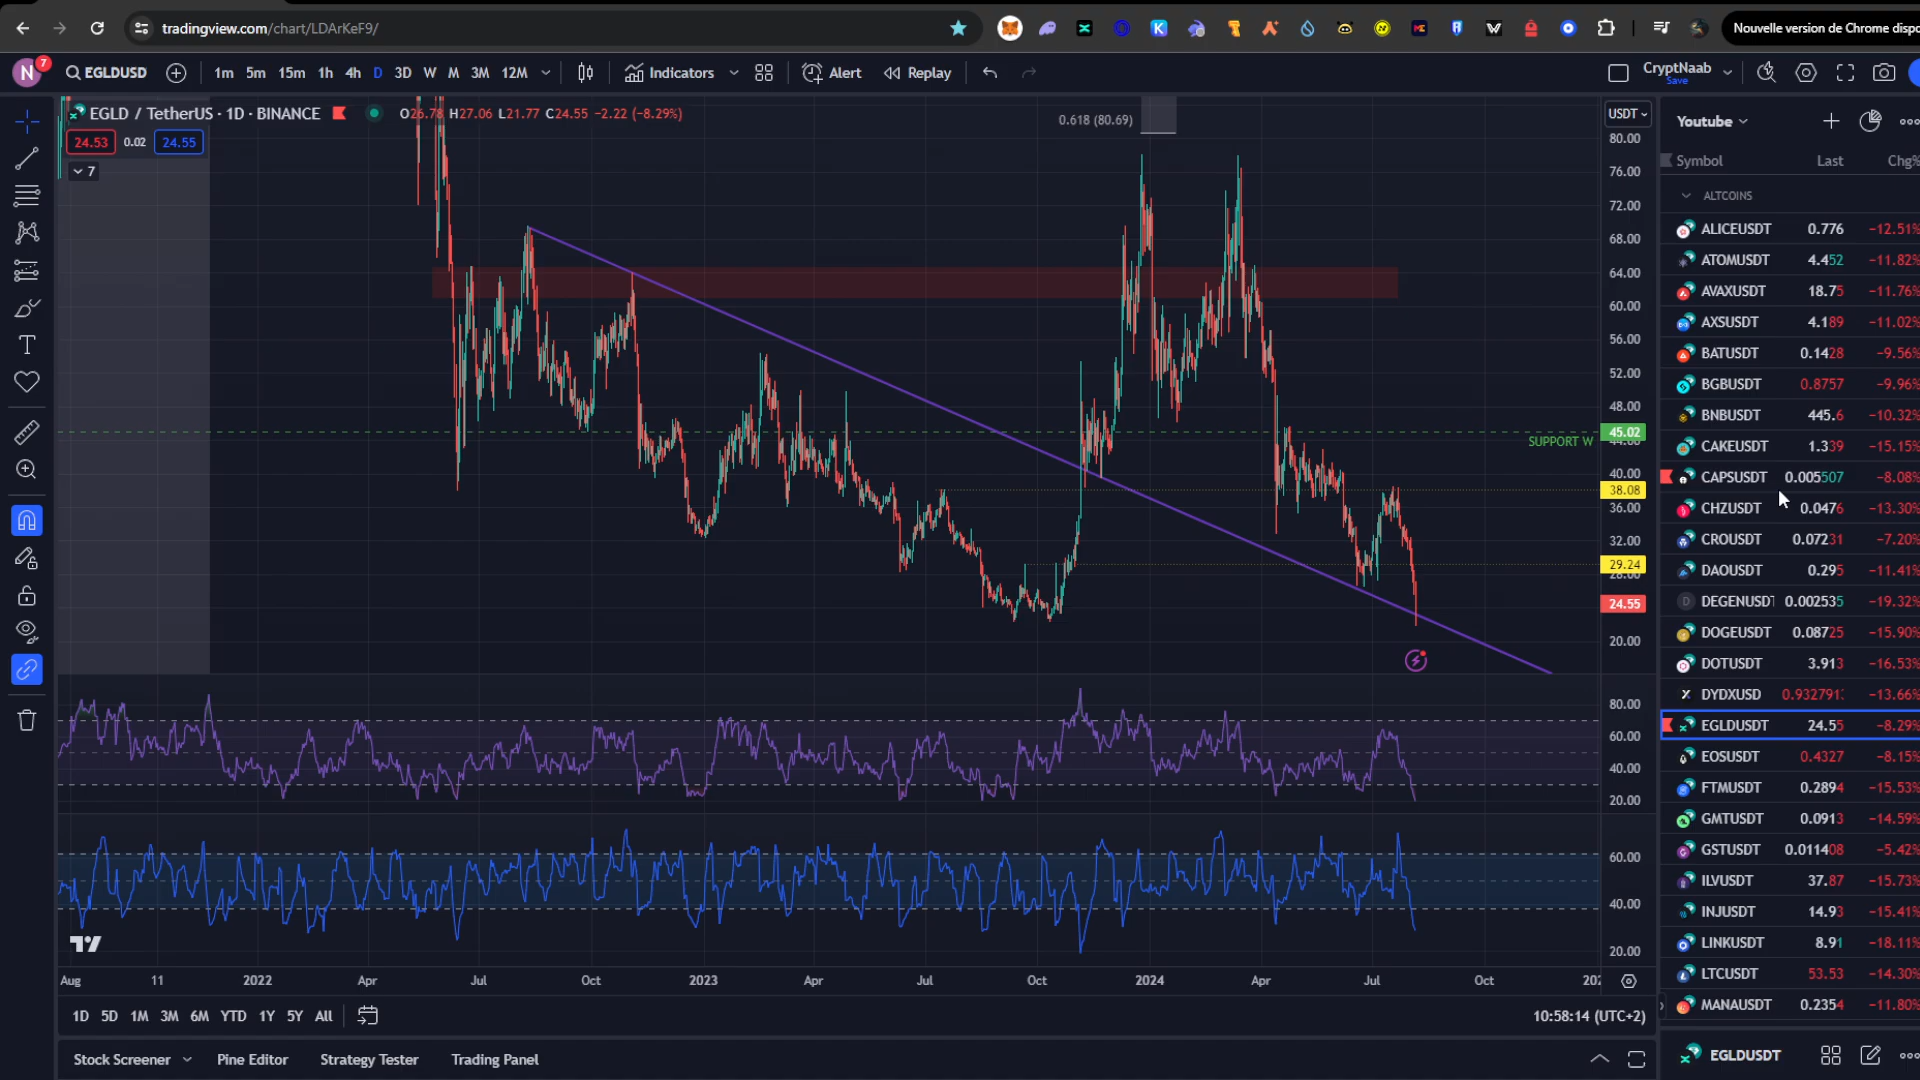 tradingview.com/chart/LDArKeF9/
Nouvelle version de Chrome dispo
N 7 EGLDUSD 1m 5m 15m 1h 4h D 3D W M 3M 12M Indicators Alert Replay CryptNaab
Save
EGLD / TetherUS · 1D · BINANCE O26.78 H27.06 L21.77 C24.55 -2.22 (-8.29%)
24.53 0.02 24.55
7
0.618 (80.69)
USDT
80.00
76.00
72.00
68.00
64.00
60.00
56.00
52.00
48.00
SUPPORT W 45.02
44.00
40.00
38.08
36.00
32.00
29.24
28.00
24.55
20.00
80.00
60.00
40.00
20.00
60.00
40.00
20.00
Aug 11 2022 Apr Jul Oct 2023 Apr Jul Oct 2024 Apr Jul Oct 202
1D 5D 1M 3M 6M YTD 1Y 5Y All 10:58:14 (UTC+2)
Stock Screener Pine Editor Strategy Tester Trading Panel
Youtube
Symbol Last Chg%
ALTCOINS
ALICEUSDT 0.776 -12.51%
ATOMUSDT 4.452 -11.82%
AVAXUSDT 18.75 -11.76%
AXSUSDT 4.189 -11.02%
BATUSDT 0.1428 -9.56%
BGBUSDT 0.8757 -9.96%
BNBUSDT 445.6 -10.32%
CAKEUSDT 1.339 -15.15%
CAPSUSDT 0.005507 -8.08%
CHZUSDT 0.0476 -13.30%
CROUSDT 0.07231 -7.20%
DAOUSDT 0.295 -11.41%
DEGENUSDT 0.002535 -19.32%
DOGEUSDT 0.08725 -15.90%
DOTUSDT 3.913 -16.53%
DYDXUSD 0.932791 -13.66%
EGLDUSDT 24.55 -8.29%
EOSUSDT 0.4327 -8.15%
FTMUSDT 0.2894 -15.53%
GMTUSDT 0.0913 -14.59%
GSTUSDT 0.011408 -5.42%
ILVUSDT 37.87 -15.73%
INJUSDT 14.93 -15.41%
LINKUSDT 8.91 -18.11%
LTCUSDT 53.53 -14.30%
MANAUSDT 0.2354 -11.80%
EGLDUSDT